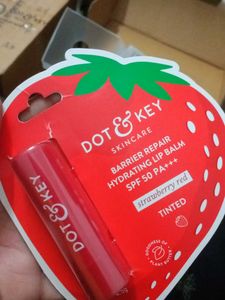 DOT & KEY
SKINCARE
BARRIER REPAIR
HYDRATING LIP BALM
SPF 50 PA+++
strawberry red
TINTED
DOT & KEY